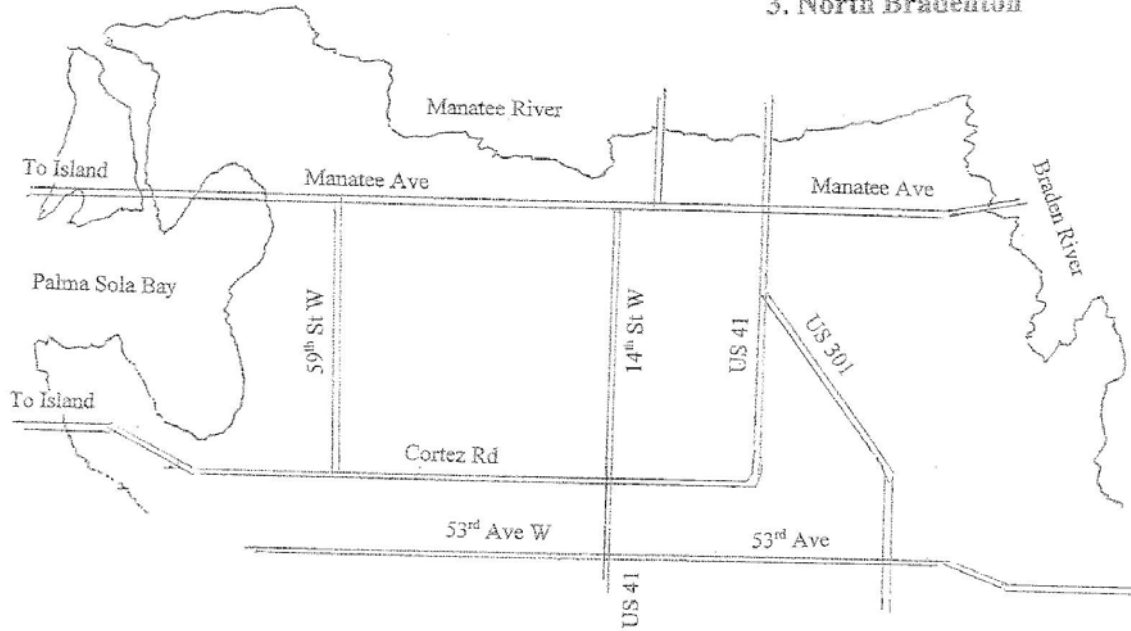 3. North Bradenton
Manatee River
To Island
Manatee Ave
Manatee Ave
Braden River
Palma Sola Bay
59th St W
14th St W
US 41
US 301
To Island
Cortez Rd
53rd Ave W
53rd Ave
US 41